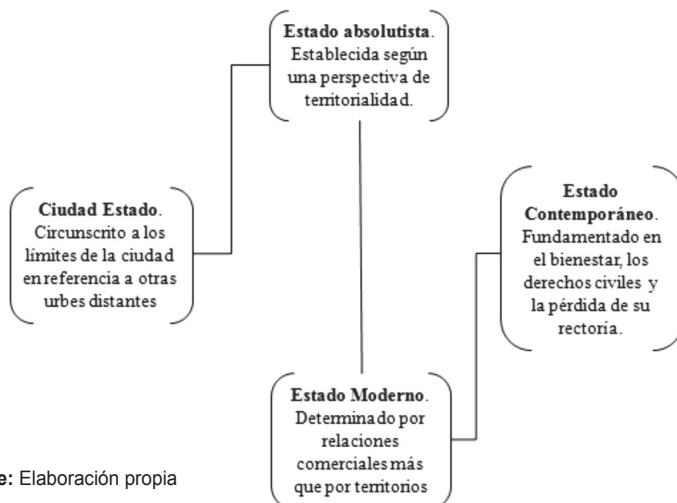 Estado absolutista.
Establecida según
una perspectiva de
territorialidad.
Ciudad Estado.
Circunscrito a los
límites de la ciudad
en referencia a otras
urbes distantes
Estado
Contemporáneo.
Fundamentado en
el bienestar, los
derechos civiles y
la pérdida de su
rectoría.
Estado Moderno.
Determinado por
relaciones
comerciales más
que por territorios
e: Elaboración propia